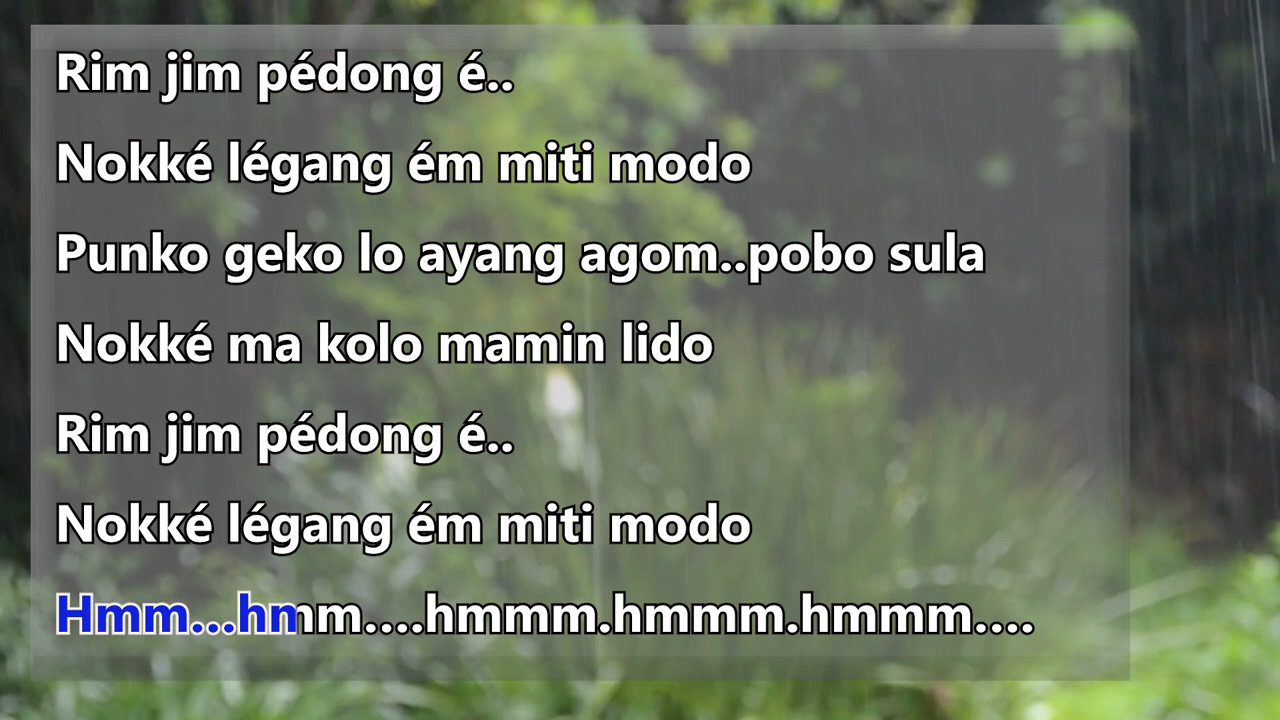 Rim jim pédong é..
Nokké légang ém miti modo
Punko geko lo ayang agom..pobo sula
Nokké ma kolo mamin lido
Rim jim pédong é..
Nokké légang ém miti modo
Hmm...hmm....hmmm.hmmm.hmmm....